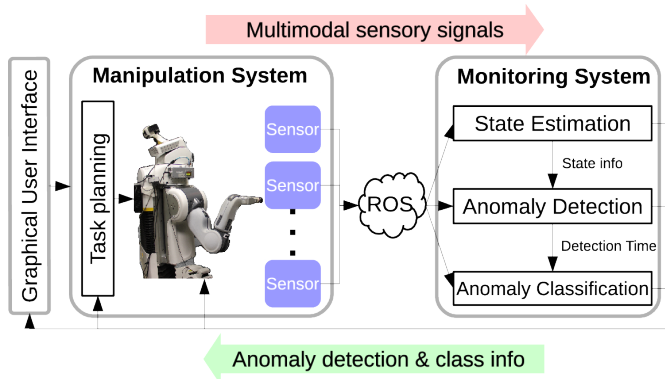 Multimodal sensory signals
Graphical User Interface
Manipulation System
Task planning
Sensor
Sensor
Sensor
ROS
Monitoring System
State Estimation
State info
Anomaly Detection
Detection Time
Anomaly Classification
Anomaly detection & class info